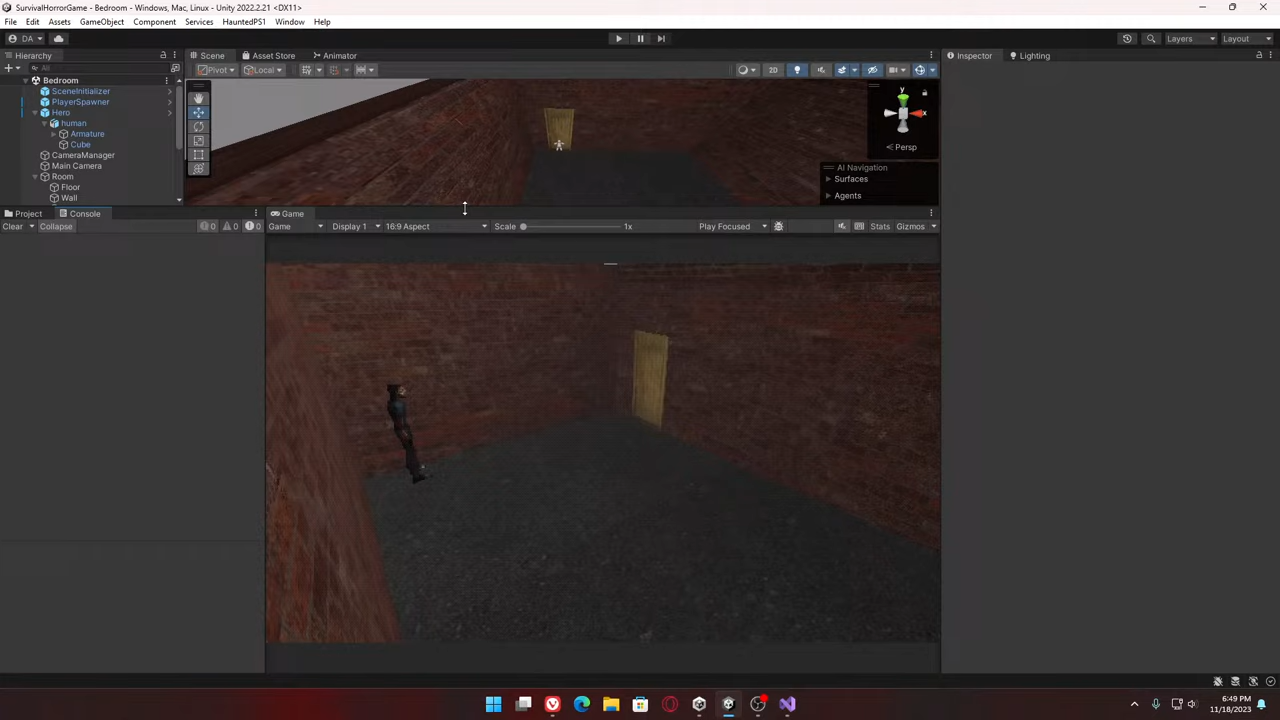 SurvivalHorrorGame - Bedroom - Windows, Mac, Linux - Unity 2022.2.21 <DX11>
File Edit Assets GameObject Component Services HauntedPS1 Window Help
DA Layers Layout
Hierarchy Scene Asset Store Animator Inspector Lighting
All Pivot Local 2D
Bedroom
SceneInitializer
PlayerSpawner
Hero
human
Armature
Cube
CameraManager
Main Camera
Room
Floor
Wall
y
x
Persp
AI Navigation
Surfaces
Agents
Project Console Game
Clear Collapse 0 0 0 Game Display 1 16:9 Aspect Scale 1x Play Focused Stats Gizmos
6:49 PM
11/18/2023